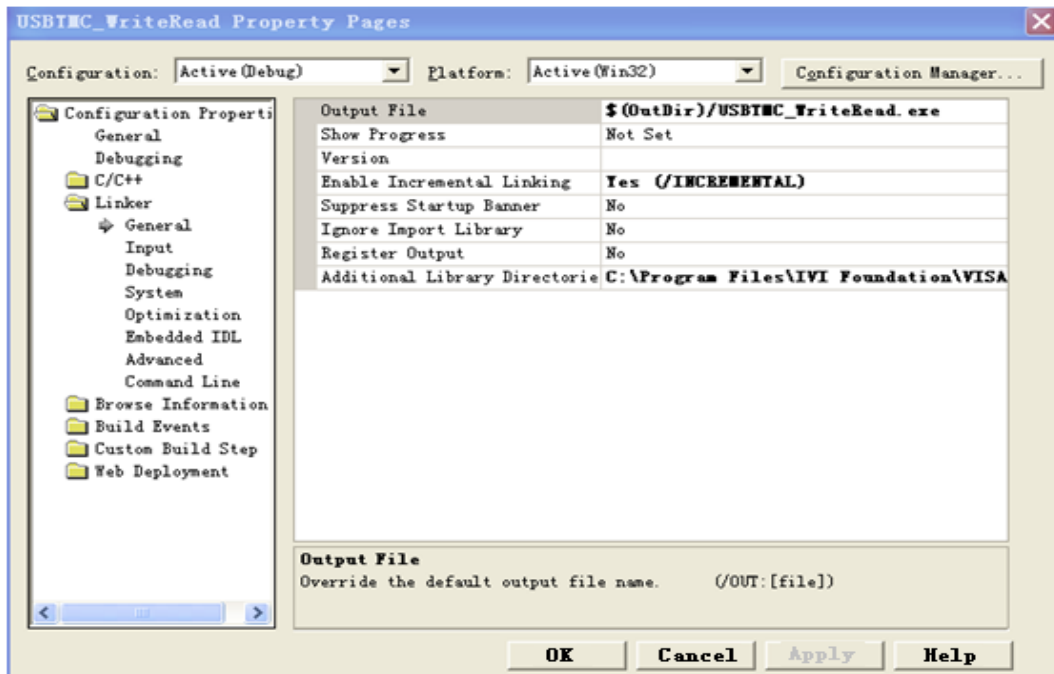 USBTMC_WriteRead Property Pages
Configuration: Active(Debug) Platform: Active(Win32) Configuration Manager...
Configuration Properti
General
Debugging
C/C++
Linker
General
Input
Debugging
System
Optimization
Embedded IDL
Advanced
Command Line
Browse Information
Build Events
Custom Build Step
Web Deployment
Output File $(OutDir)/USBTMC_WriteRead.exe
Show Progress Not Set
Version
Enable Incremental Linking Yes (/INCREMENTAL)
Suppress Startup Banner No
Ignore Import Library No
Register Output No
Additional Library Directorie C:\Program Files\IVI Foundation\VISA
Output File
Override the default output file name. (/OUT:[file])
OK Cancel Apply Help